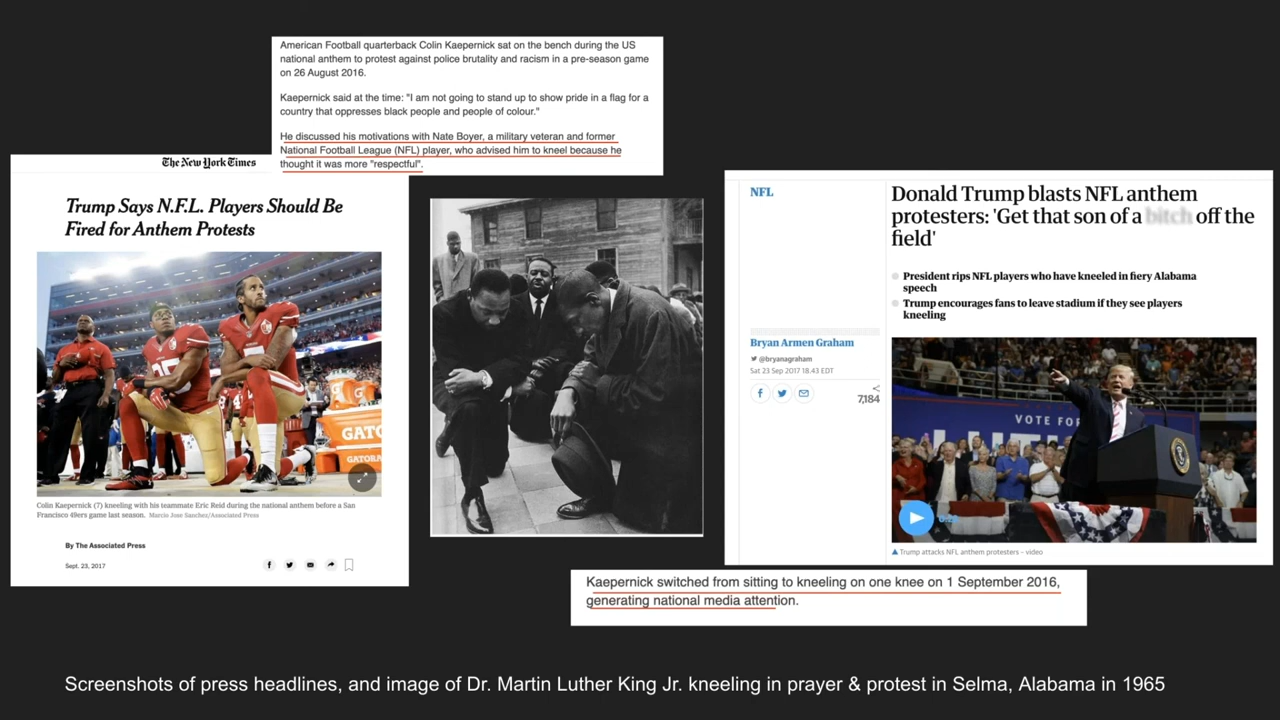 American Football quarterback Colin Kaepernick sat on the bench during the US
national anthem to protest against police brutality and racism in a pre-season game
on 26 August 2016.
Kaepernick said at the time: "I am not going to stand up to show pride in a flag for a
country that oppresses black people and people of colour."
He discussed his motivations with Nate Boyer, a military veteran and former
National Football League (NFL) player, who advised him to kneel because he
thought it was more "respectful".
The New York Times
Trump Says N.F.L. Players Should Be
Fired for Anthem Protests
GATO
Colin Kaepernick (7) kneeling with his teammate Eric Reid during the national anthem before a San
Francisco 49ers game last season. Marcio Jose Sanchez/Associated Press
By The Associated Press
Sept. 23, 2017
NFL
Donald Trump blasts NFL anthem
protesters: 'Get that son of a bitch off the
field'
President rips NFL players who have kneeled in fiery Alabama
speech
Trump encourages fans to leave stadium if they see players
kneeling
Bryan Armen Graham
@bryanagraham
Sat 23 Sep 2017 18.43 EDT
7,184
VOTE FO
Trump attacks NFL anthem protesters – video
Kaepernick switched from sitting to kneeling on one knee on 1 September 2016,
generating national media attention.
Screenshots of press headlines, and image of Dr. Martin Luther King Jr. kneeling in prayer & protest in Selma, Alabama in 1965